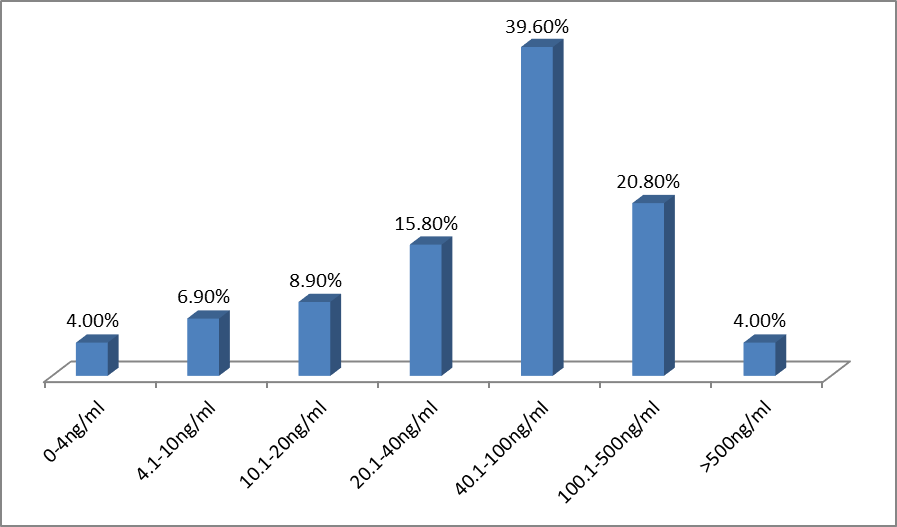 39.60%
20.80%
15.80%
8.90%
6.90%
4.00%
4.00%
0-4ng/ml
4.1-10ng/ml
10.1-20ng/ml
20.1-40ng/ml
40.1-100ng/ml
100.1-500ng/ml
>500ng/ml